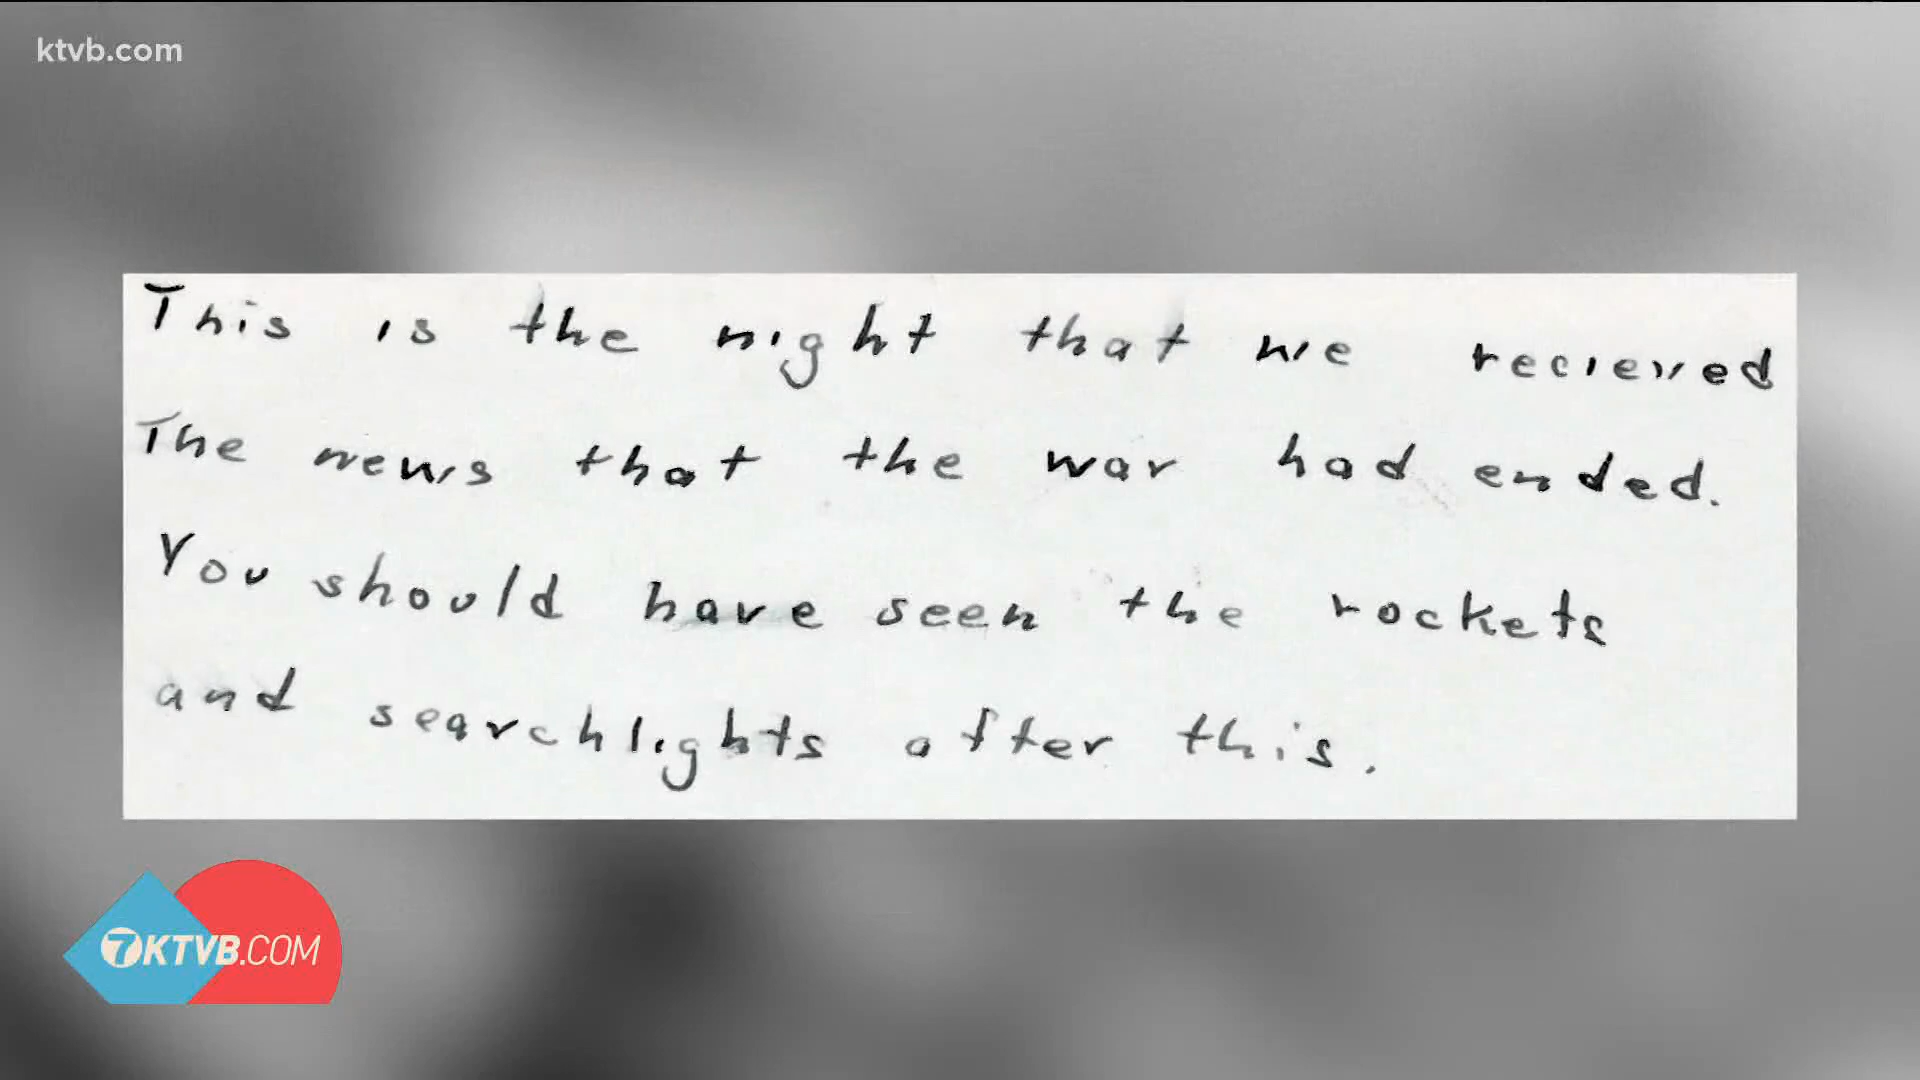 ktvb.com
This is the night that we recieved
The news that the war had ended.
You should have seen the rockets
and searchlights after this.
7KTVB.COM